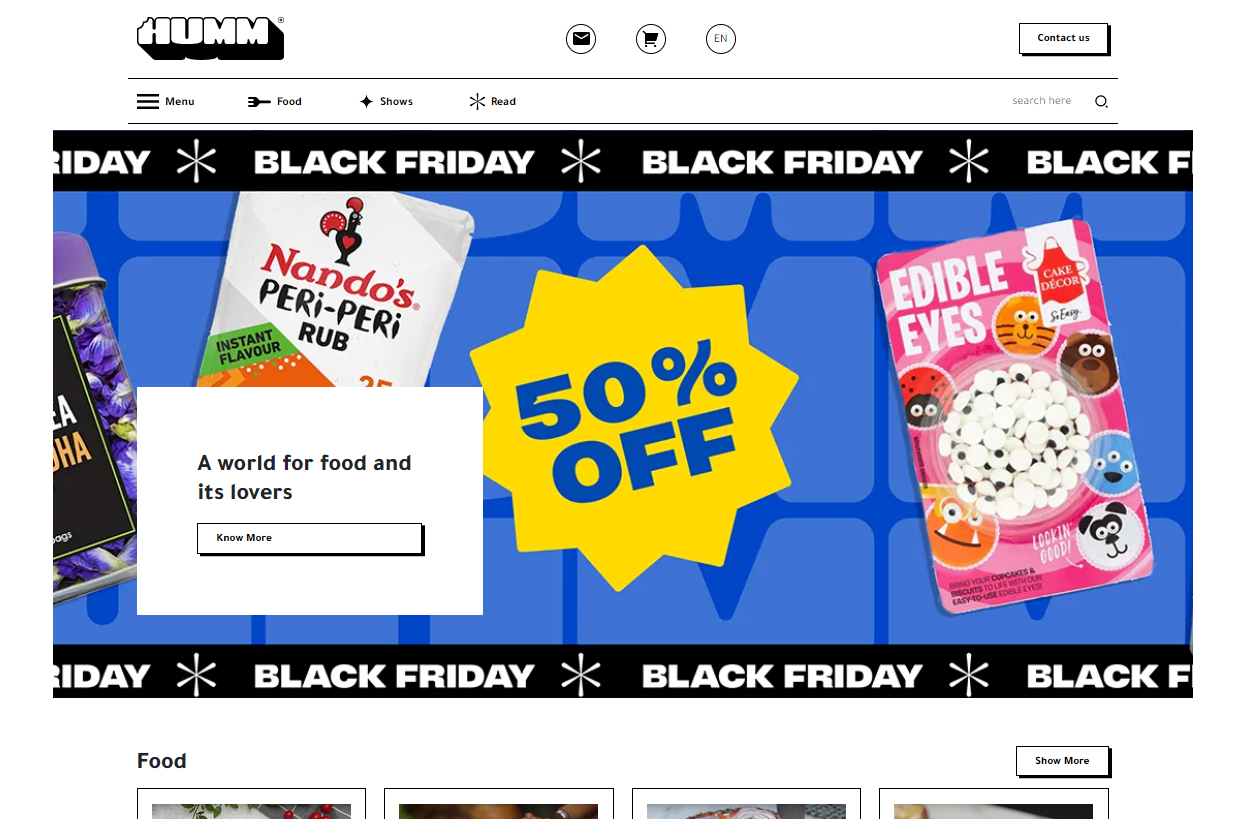 HUMM
EN
Contact us
Menu
Food
Shows
Read
search here
RIDAY BLACK FRIDAY BLACK FRIDAY BLACK F
Nando's
PERi-PERi
RUB
INSTANT
FLAVOUR
25
EA
OHA
bags
50%
OFF
EDIBLE
EYES
CAKE
DÉCOR
So Easy.
LOOKIN'
GOOD!
BRING YOUR CUPCAKES &
BISCUITS TO LIFE WITH OUR
EASY-TO-USE EDIBLE EYES!
A world for food and
its lovers
Know More
RIDAY BLACK FRIDAY BLACK FRIDAY BLACK F
Food
Show More